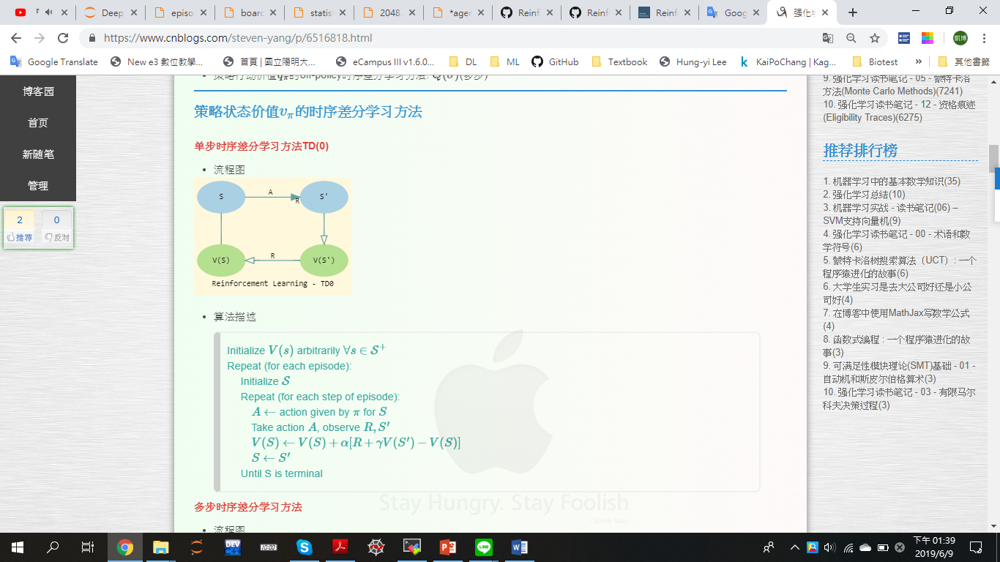 Deep
episo
board
statis
2048.
*agen
Reinf
Reinf
Reinf
Goog
强化学
https://www.cnblogs.com/steven-yang/p/6516818.html
凱博
Google Translate
New e3 數位教學...
首頁 | 國立陽明大...
eCampus III v1.6.0...
DL
ML
GitHub
Textbook
Hung-yi Lee
KaiPoChang | Kag...
Biotest
»
其他書籤
博客园
首页
新随笔
管理
2
0
推荐
反对
策略行动价值qπ的off-policy时序差分学习方法: Q(σ)(多步)
策略状态价值vπ的时序差分学习方法
单步时序差分学习方法TD(0)
• 流程图
S
A
R
S'
V(S)
R
V(S')
Reinforcement Learning - TD0
• 算法描述
Initialize V(s) arbitrarily ∀s ∈ S⁺
Repeat (for each episode):
Initialize S
Repeat (for each step of episode):
A ← action given by π for S
Take action A, observe R, S′
V(S) ← V(S) + α[R + γV(S′) − V(S)]
S ← S′
Until S is terminal
Stay Hungry. Stay Foolish
- Steve Jobs
多步时序差分学习方法
• 流程图
9. 强化学习读书笔记 - 05 - 蒙特卡洛
方法(Monte Carlo Methods)(7241)
10. 强化学习读书笔记 - 12 - 资格痕迹
(Eligibility Traces)(6275)
推荐排行榜
1. 机器学习中的基本数学知识(35)
2. 强化学习总结(10)
3. 机器学习实战 - 读书笔记(06) –
SVM支持向量机(9)
4. 强化学习读书笔记 - 00 - 术语和数
学符号(6)
5. 蒙特卡洛树搜索算法（UCT）: 一个
程序猿进化的故事(6)
6. 大学生实习是去大公司好还是小公
司好(4)
7. 在博客中使用MathJax写数学公式
(4)
8. 函数式编程 : 一个程序猿进化的故
事(3)
9. 可满足性模块理论(SMT)基础 - 01 -
自动机和斯皮尔伯格算术(3)
10. 强化学习读书笔记 - 03 - 有限马尔
科夫决策过程(3)
DEV
LINE
下午 01:39
2019/6/9